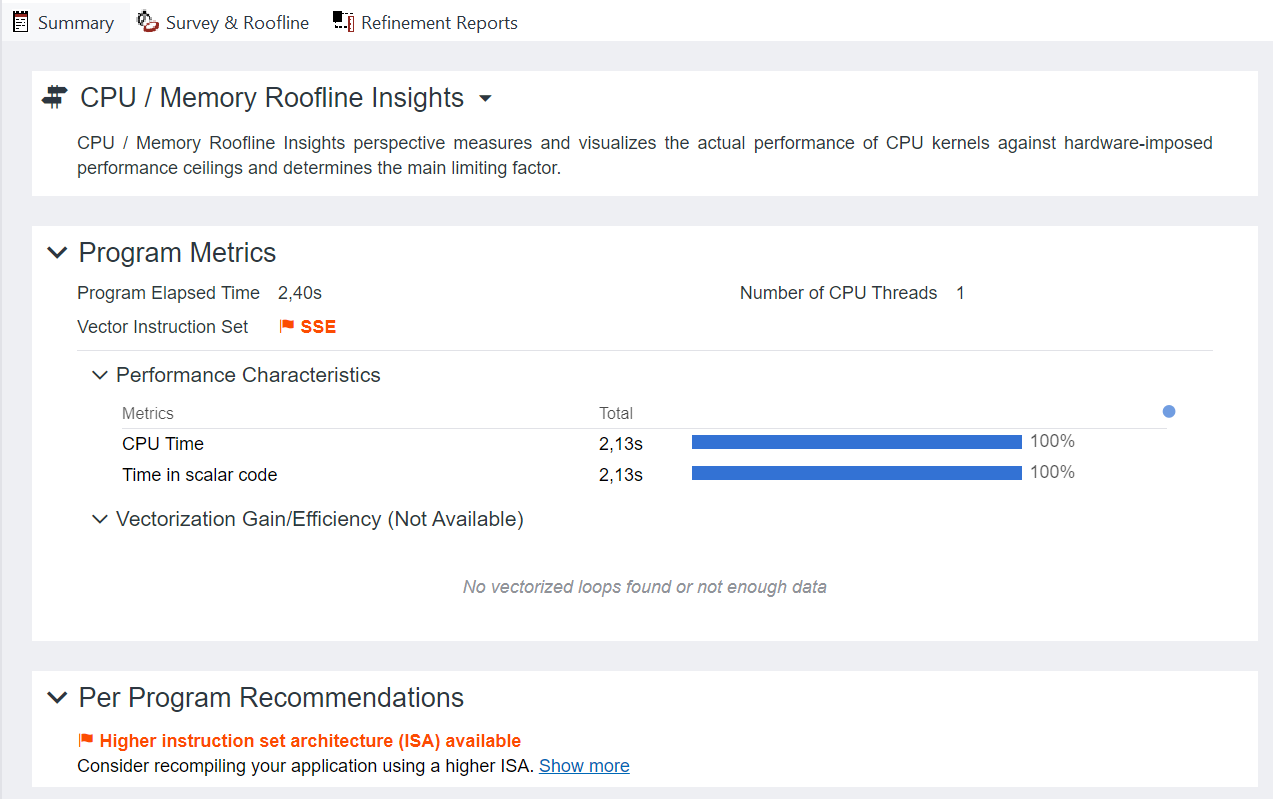 Summary
Survey & Roofline
Refinement Reports
CPU / Memory Roofline Insights
CPU / Memory Roofline Insights perspective measures and visualizes the actual performance of CPU kernels against hardware-imposed
performance ceilings and determines the main limiting factor.
Program Metrics
Program Elapsed Time 2,40s
Number of CPU Threads 1
Vector Instruction Set SSE
Performance Characteristics
Metrics Total
CPU Time 2,13s 100%
Time in scalar code 2,13s 100%
Vectorization Gain/Efficiency (Not Available)
No vectorized loops found or not enough data
Per Program Recommendations
Higher instruction set architecture (ISA) available
Consider recompiling your application using a higher ISA. Show more